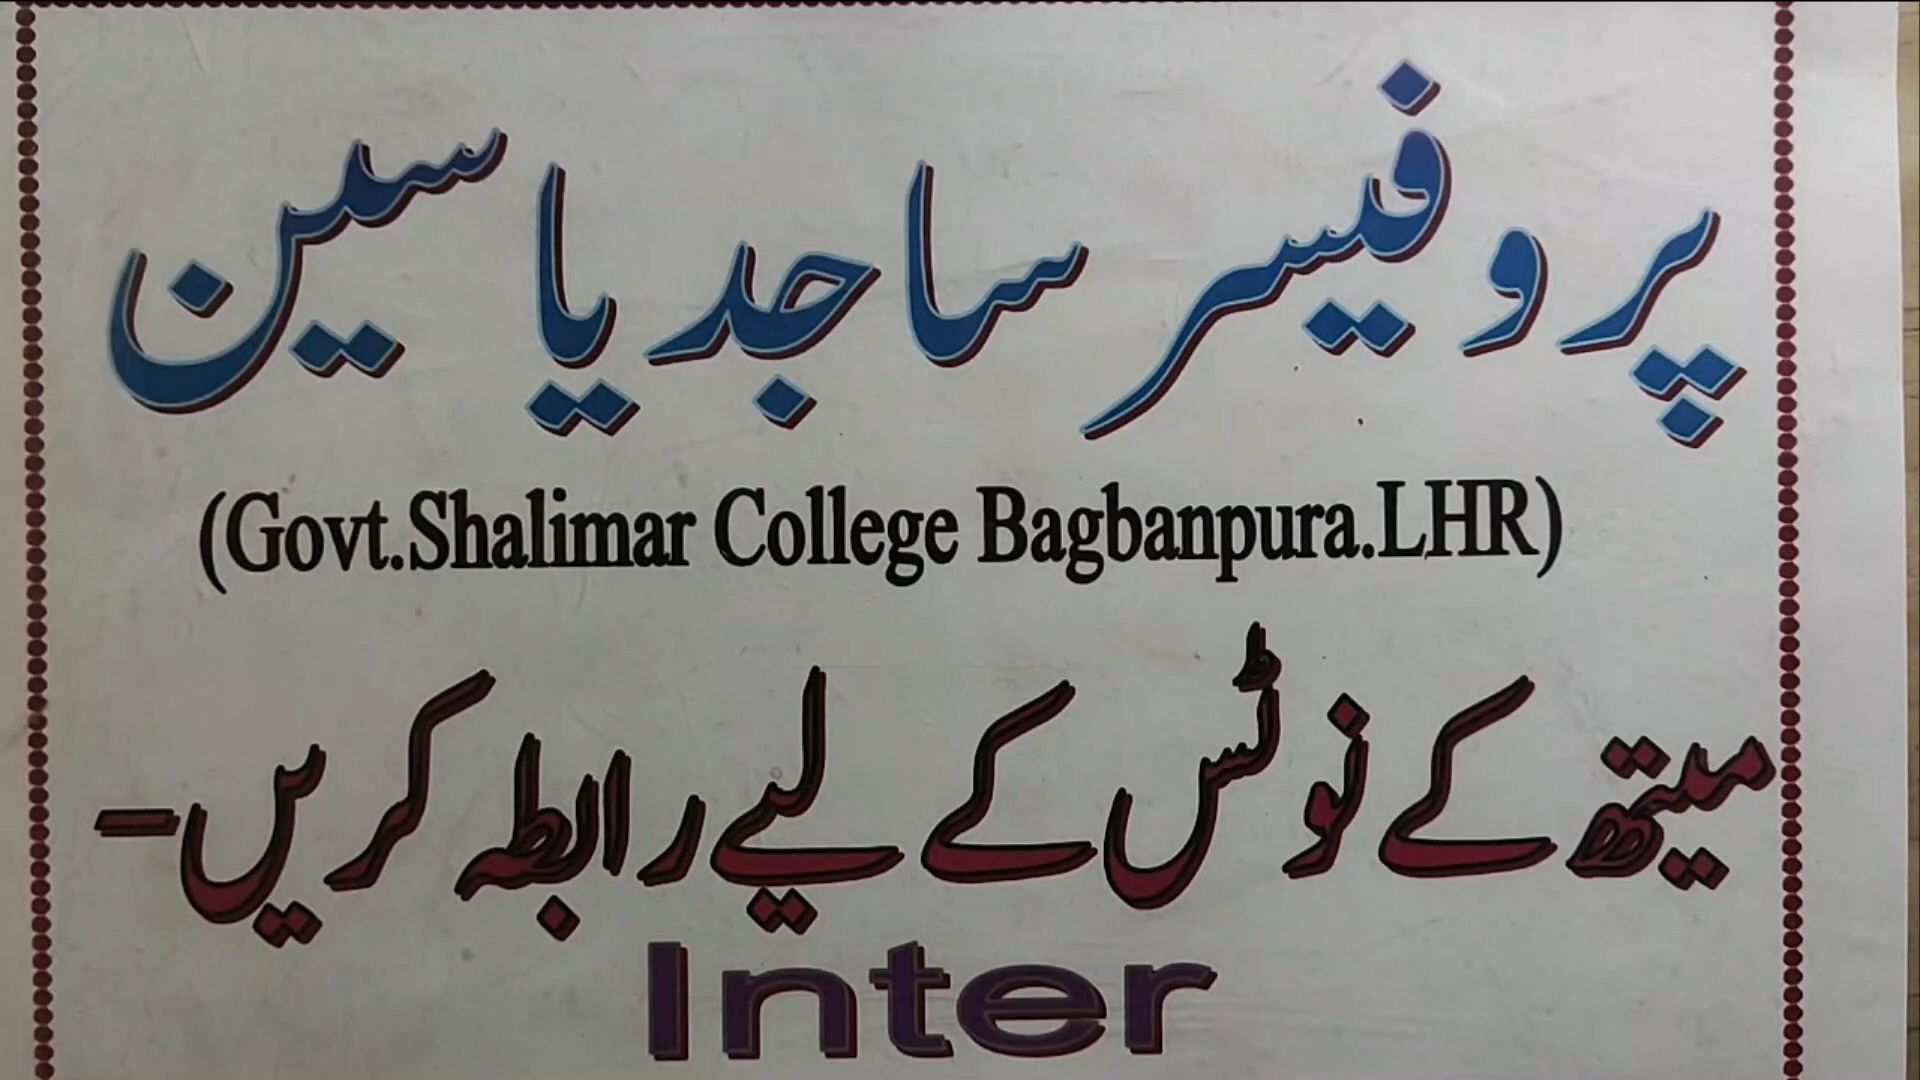 پروفیسر ساجد یاسین
(Govt.Shalimar College Bagbanpura.LHR)
میتھ کے نوٹس کے لیے رابطہ کریں-
Inter